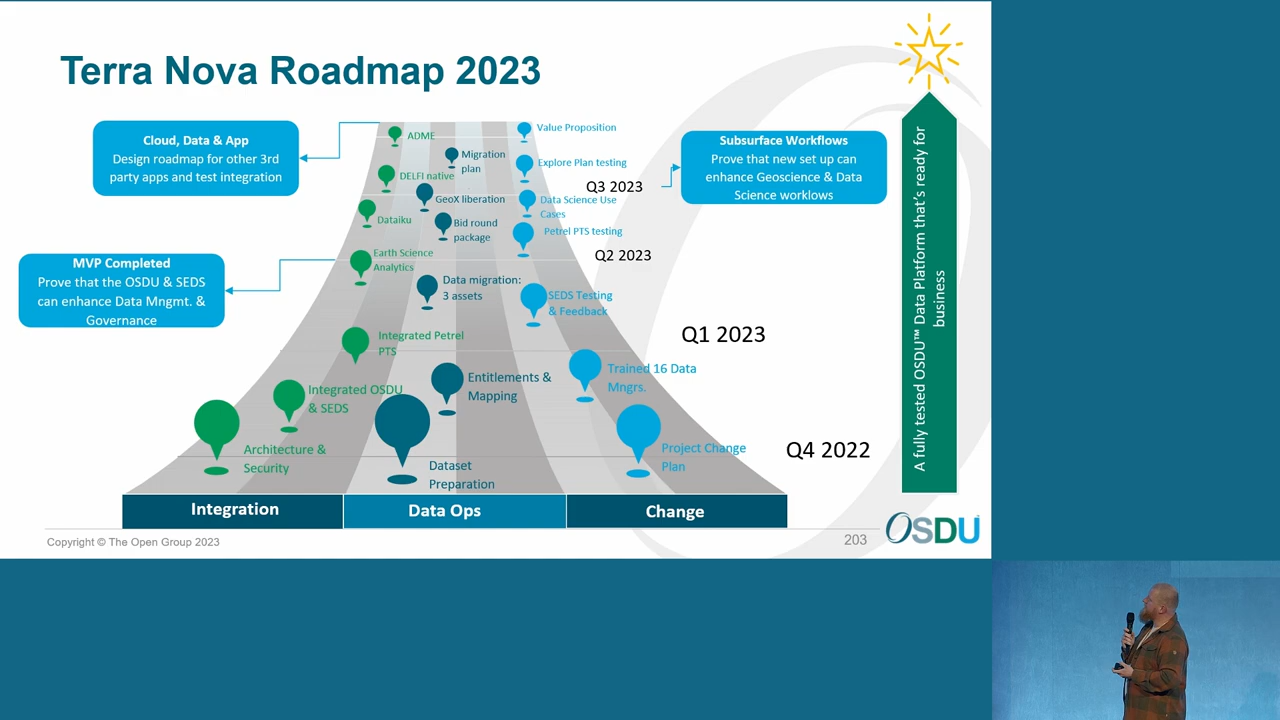 Terra Nova Roadmap 2023
Cloud, Data & App
Design roadmap for other 3rd
party apps and test integration
MVP Completed
Prove that the OSDU & SEDS
can enhance Data Mngmt. &
Governance
Subsurface Workflows
Prove that new set up can
enhance Geoscience & Data
Science worklows
ADME
DELFI native
Dataiku
Earth Science
Analytics
Integrated Petrel
PTS
Integrated OSDU
& SEDS
Architecture &
Security
Migration
plan
GeoX liberation
Bid round
package
Data migration:
3 assets
Entitlements &
Mapping
Dataset
Preparation
Value Proposition
Explore Plan testing
Data Science Use
Cases
Petrel PTS testing
SEDS Testing
& Feedback
Trained 16 Data
Mngrs.
Project Change
Plan
Q3 2023
Q2 2023
Q1 2023
Q4 2022
A fully tested OSDU™ Data Platform that's ready for
business
Integration
Data Ops
Change
Copyright © The Open Group 2023
203
OSDU